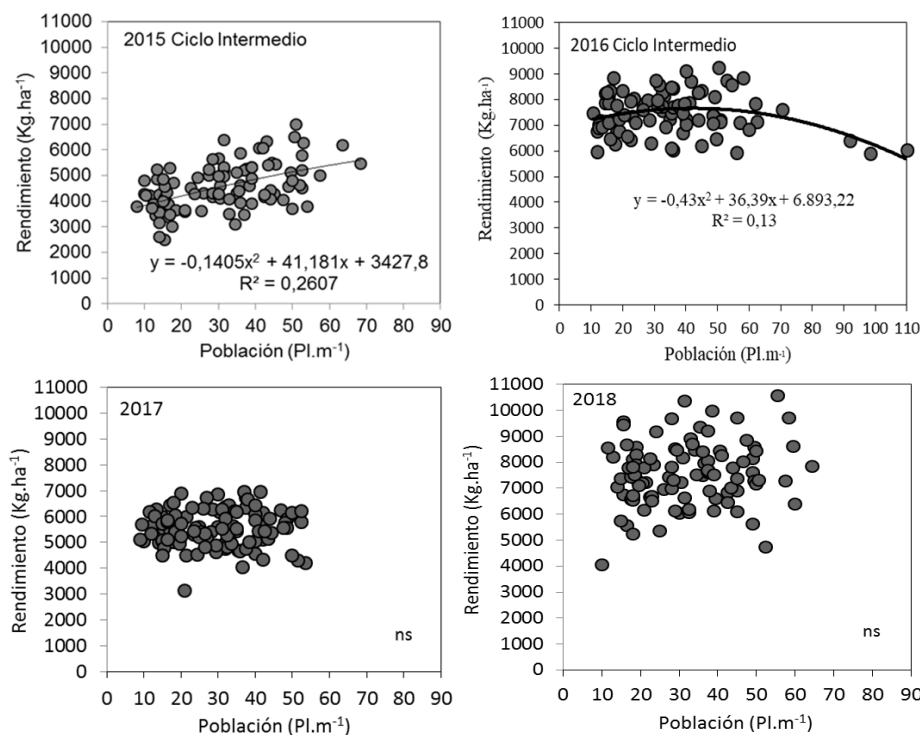 2015 Ciclo Intermedio
Rendimiento (Kg.ha⁻¹)
11000
10000
9000
8000
7000
6000
5000
4000
3000
2000
1000
0
y = -0,1405x² + 41,181x + 3427,8
R² = 0,2607
0 10 20 30 40 50 60 70 80 90
Población (Pl.m⁻¹)
2016 Ciclo Intermedio
Rendimiento (Kg.ha⁻¹)
11000
10000
9000
8000
7000
6000
5000
4000
3000
2000
1000
0
y = -0,43x² + 36,39x + 6.893,22
R² = 0,13
0 10 20 30 40 50 60 70 80 90 100 110
Población (Pl.m⁻¹)
2017
Rendimiento (Kg.ha⁻¹)
11000
10000
9000
8000
7000
6000
5000
4000
3000
2000
1000
0
ns
0 10 20 30 40 50 60 70 80 90
Población (Pl.m⁻¹)
2018
Rendimiento (Kg.ha⁻¹)
11000
10000
9000
8000
7000
6000
5000
4000
3000
2000
1000
0
ns
0 10 20 30 40 50 60 70 80 90
Población (Pl.m⁻¹)